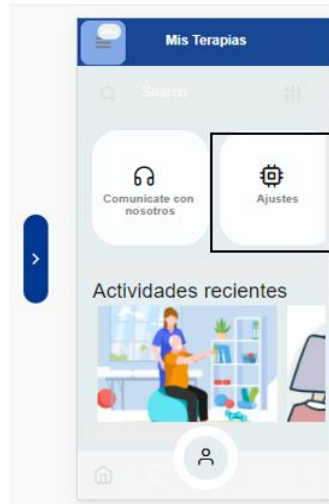 Mis Terapias
Search
Comunicate con
nosotros
Ajustes
Actividades recientes